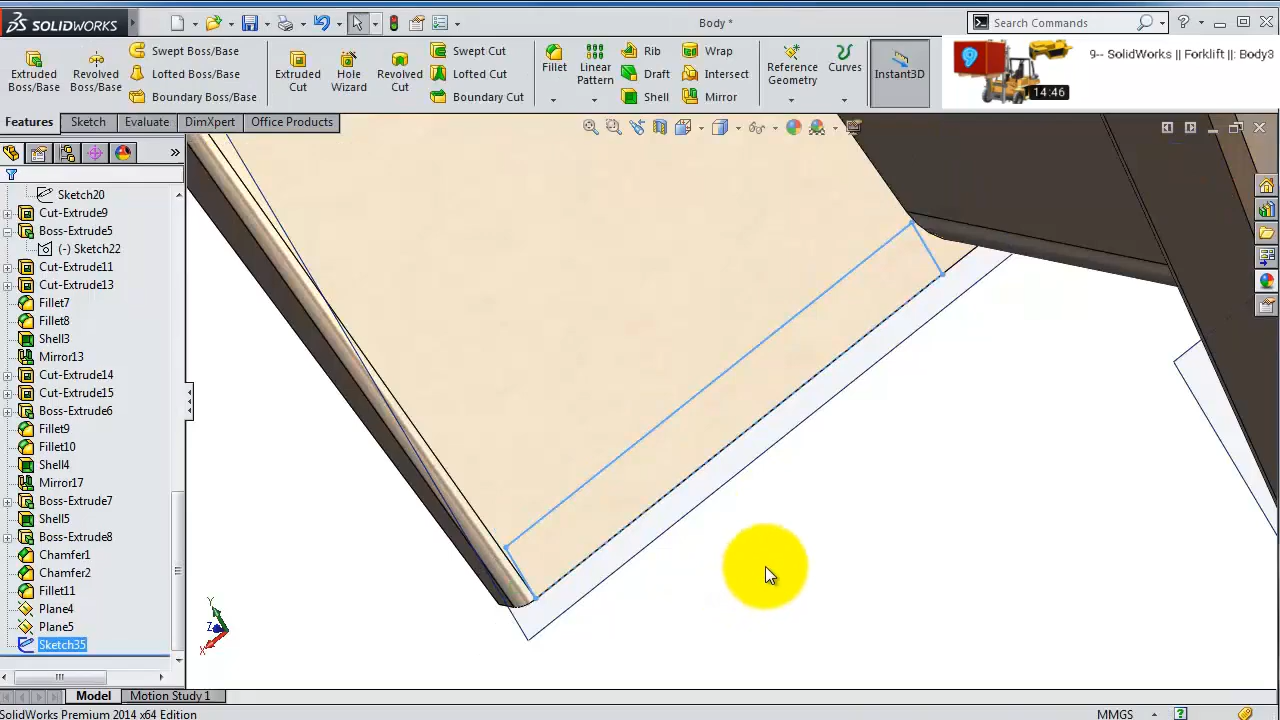 SOLIDWORKS
Body *
Search Commands
Extruded Boss/Base
Revolved Boss/Base
Swept Boss/Base
Lofted Boss/Base
Boundary Boss/Base
Extruded Cut
Hole Wizard
Revolved Cut
Swept Cut
Lofted Cut
Boundary Cut
Fillet
Linear Pattern
Rib
Draft
Shell
Wrap
Intersect
Mirror
Reference Geometry
Curves
Instant3D
9
9-- SolidWorks || Forklift ||: Body3
14:46
Features
Sketch
Evaluate
DimXpert
Office Products
Sketch20
Cut-Extrude9
Boss-Extrude5
(-) Sketch22
Cut-Extrude11
Cut-Extrude13
Fillet7
Fillet8
Shell3
Mirror13
Cut-Extrude14
Cut-Extrude15
Boss-Extrude6
Fillet9
Fillet10
Shell4
Mirror17
Boss-Extrude7
Shell5
Boss-Extrude8
Chamfer1
Chamfer2
Fillet11
Plane4
Plane5
Sketch35
Y
Z
X
Model
Motion Study 1
SolidWorks Premium 2014 x64 Edition
MMGS